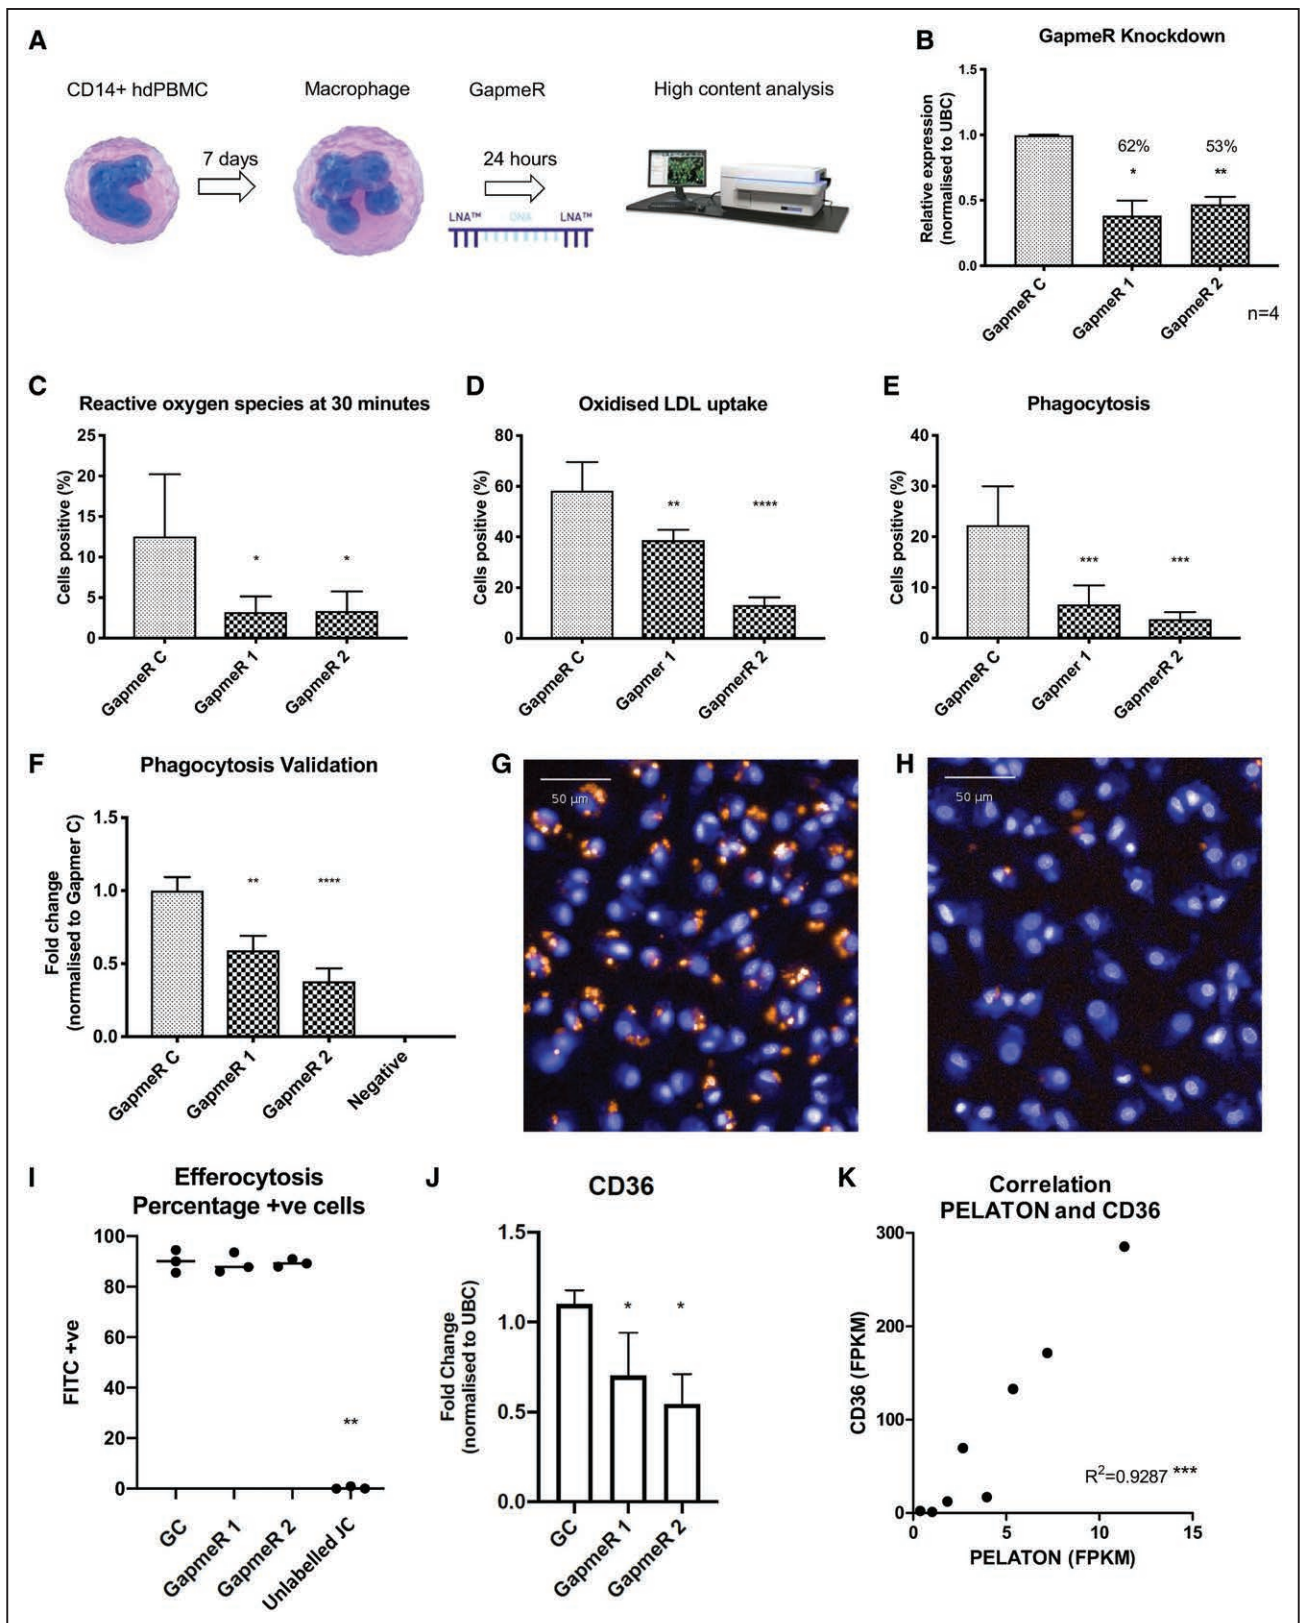 A
CD14+ hdPBMC
7 days
Macrophage
GapmeR
24 hours
LNA™ DNA LNA™
High content analysis
B
GapmeR Knockdown
Relative expression
(normalised to UBC)
1.5
1.0
0.5
0.0
62%
*
53%
**
GapmeR C
GapmeR 1
GapmeR 2
n=4
C
Reactive oxygen species at 30 minutes
Cells positive (%)
25
20
15
10
5
0
*
*
GapmeR C
GapmeR 1
GapmeR 2
D
Oxidised LDL uptake
Cells positive (%)
80
60
40
20
0
**
****
GapmeR C
Gapmer 1
GapmerR 2
E
Phagocytosis
Cells positive (%)
40
30
20
10
0
***
***
GapmeR C
Gapmer 1
GapmerR 2
F
Phagocytosis Validation
Fold change
(normalised to Gapmer C)
1.5
1.0
0.5
0.0
**
****
GapmeR C
GapmeR 1
GapmeR 2
Negative
G
50 µm
H
50 µm
I
Efferocytosis
Percentage +ve cells
FITC +ve
100
80
60
40
20
0
**
GC
GapmeR 1
GapmeR 2
Unlabelled JC
J
CD36
Fold Change
(normalised to UBC)
1.5
1.0
0.5
0.0
*
*
GC
GapmeR 1
GapmeR 2
K
Correlation
PELATON and CD36
CD36 (FPKM)
300
200
100
0
R²=0.9287 ***
0
5
10
15
PELATON (FPKM)